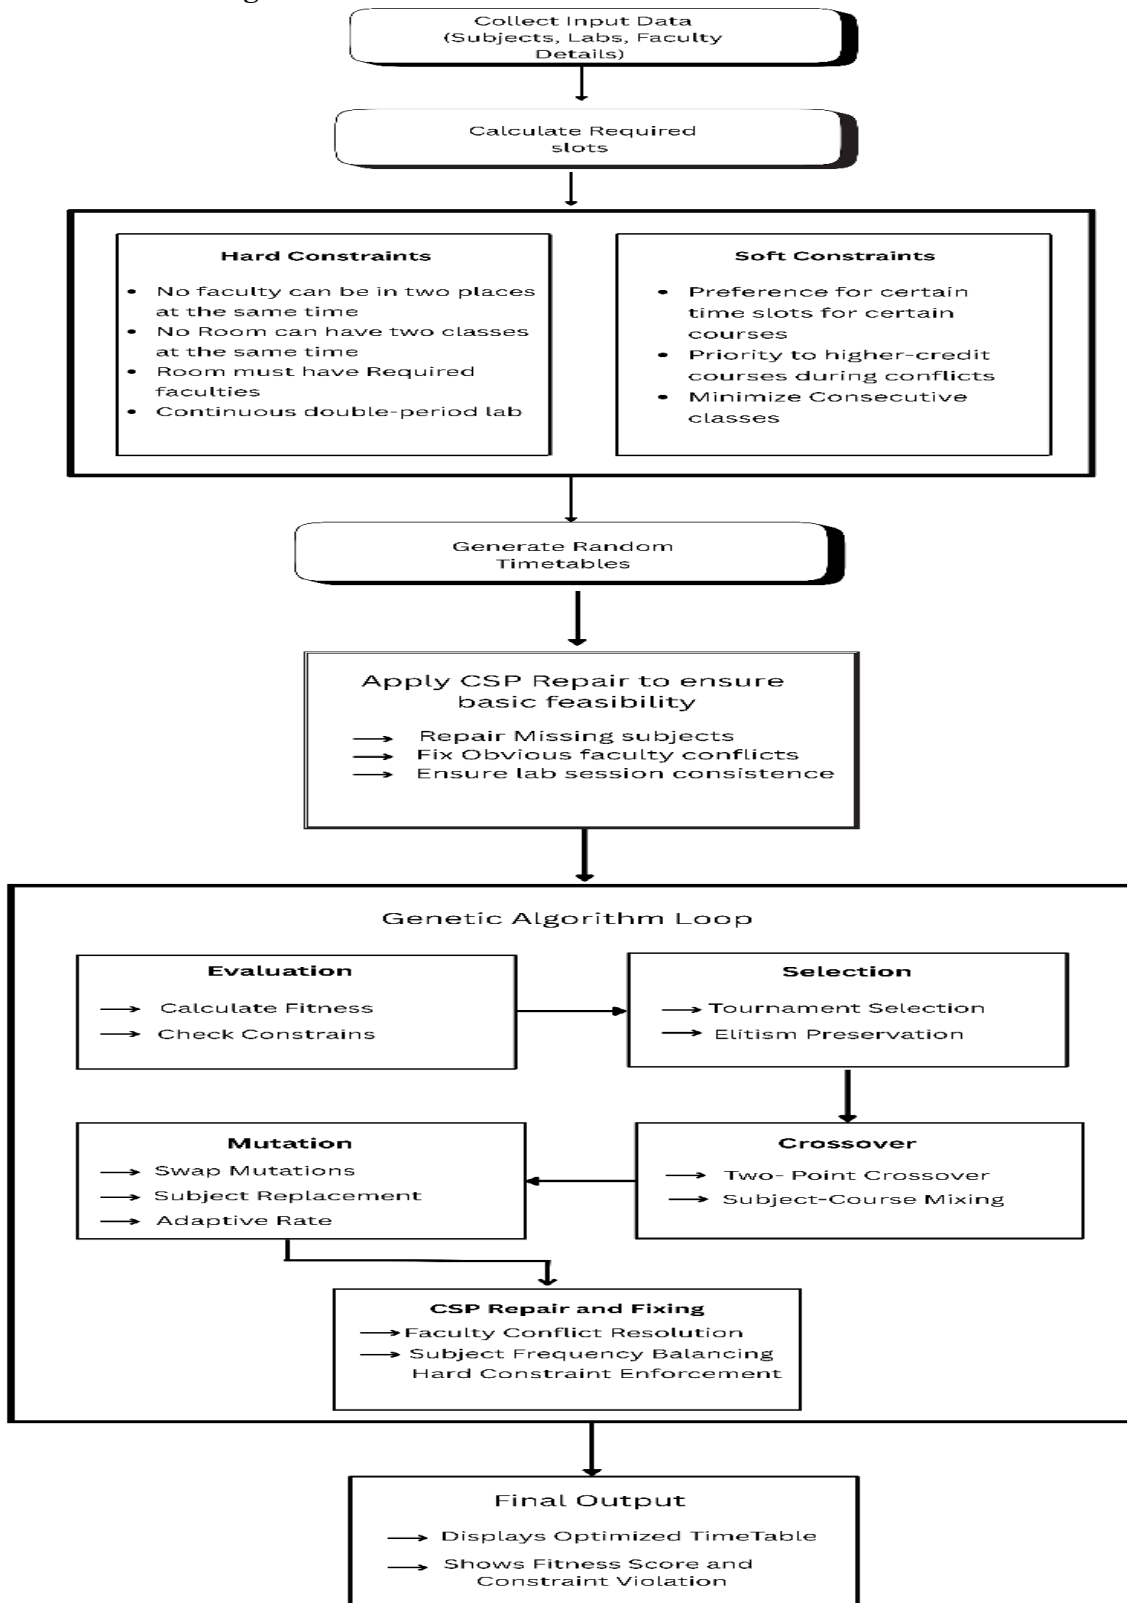 Collect Input Data
(Subjects, Labs, Faculty
Details)
Calculate Required
slots
Hard Constraints
• No faculty can be in two places
at the same time
• No Room can have two classes
at the same time
• Room must have Required
faculties
• Continuous double-period lab
Soft Constraints
• Preference for certain
time slots for certain
courses
• Priority to higher-credit
courses during conflicts
• Minimize Consecutive
classes
Generate Random
Timetables
Apply CSP Repair to ensure
basic feasibility
→ Repair Missing subjects
→ Fix Obvious faculty conflicts
→ Ensure lab session consistence
Genetic Algorithm Loop
Evaluation
→ Calculate Fitness
→ Check Constrains
Selection
→ Tournament Selection
→ Elitism Preservation
Mutation
→ Swap Mutations
→ Subject Replacement
→ Adaptive Rate
Crossover
→ Two- Point Crossover
→ Subject-Course Mixing
CSP Repair and Fixing
→ Faculty Conflict Resolution
→ Subject Frequency Balancing
Hard Constraint Enforcement
Final Output
→ Displays Optimized TimeTable
→ Shows Fitness Score and
Constraint Violation